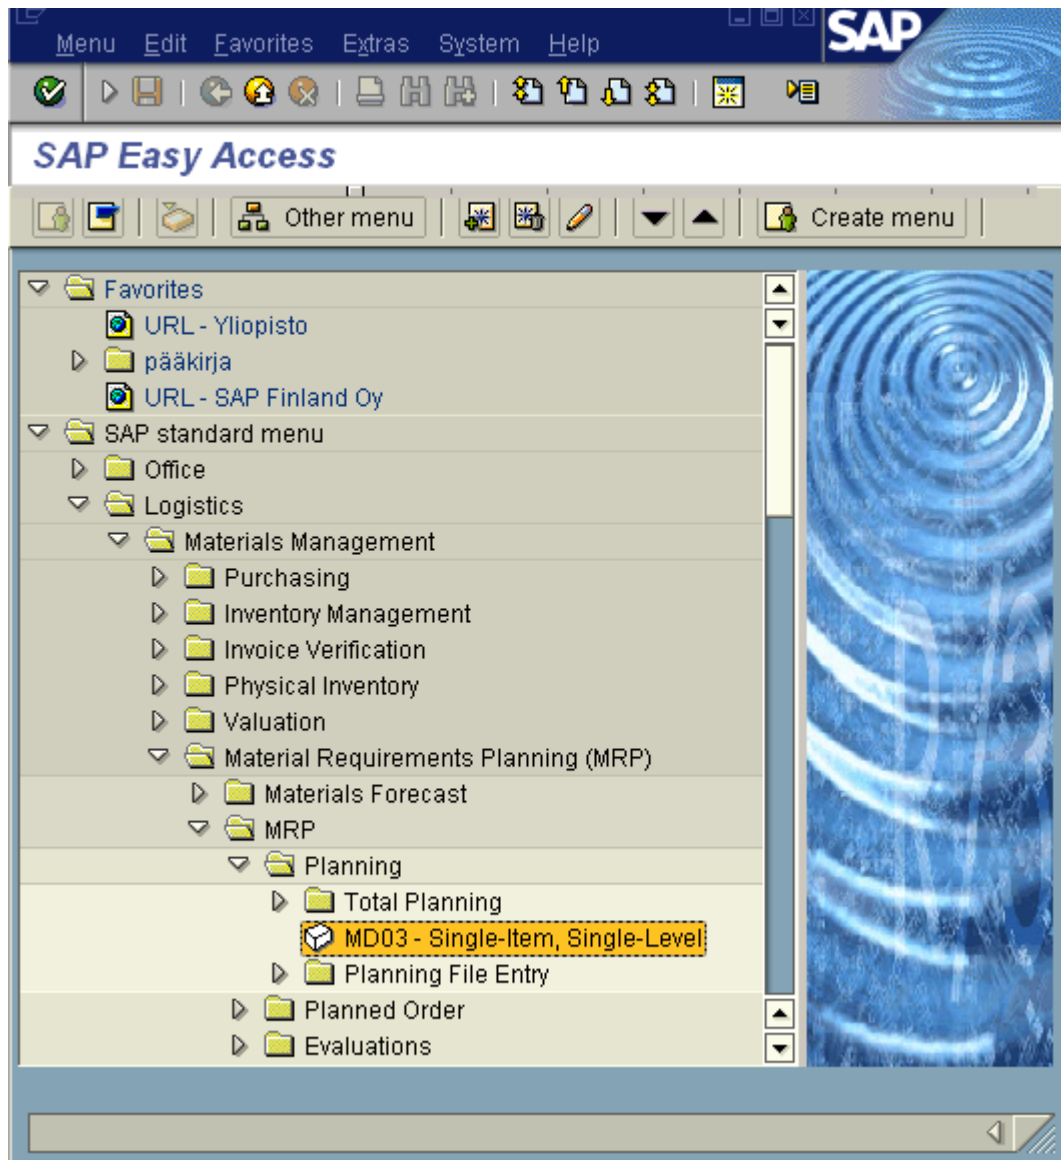 Menu Edit Favorites Extras System Help
SAP
SAP Easy Access
Other menu Create menu
Favorites
URL - Yliopisto
pääkirja
URL - SAP Finland Oy
SAP standard menu
Office
Logistics
Materials Management
Purchasing
Inventory Management
Invoice Verification
Physical Inventory
Valuation
Material Requirements Planning (MRP)
Materials Forecast
MRP
Planning
Total Planning
MD03 - Single-Item, Single-Level
Planning File Entry
Planned Order
Evaluations